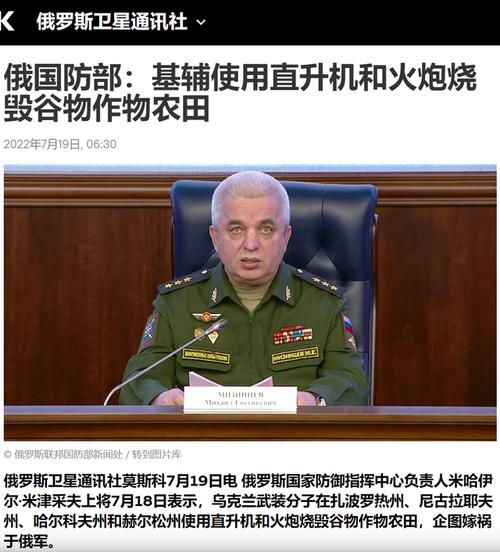 K 俄罗斯卫星通讯社
俄国防部：基辅使用直升机和火炮烧
毁谷物作物农田
2022年7月19日, 06:30
МИЗИНЦЕВ М.Е.
МИЗИНЦЕВ
Михаил Евгеньевич
© 俄罗斯联邦国防部新闻处 / 转到图片库
俄罗斯卫星通讯社莫斯科7月19日电 俄罗斯国家防御指挥中心负责人米哈伊
尔·米津采夫上将7月18日表示，乌克兰武装分子在扎波罗热州、尼古拉耶夫
州、哈尔科夫州和赫尔松州使用直升机和火炮烧毁谷物作物农田，企图嫁祸
于俄军。